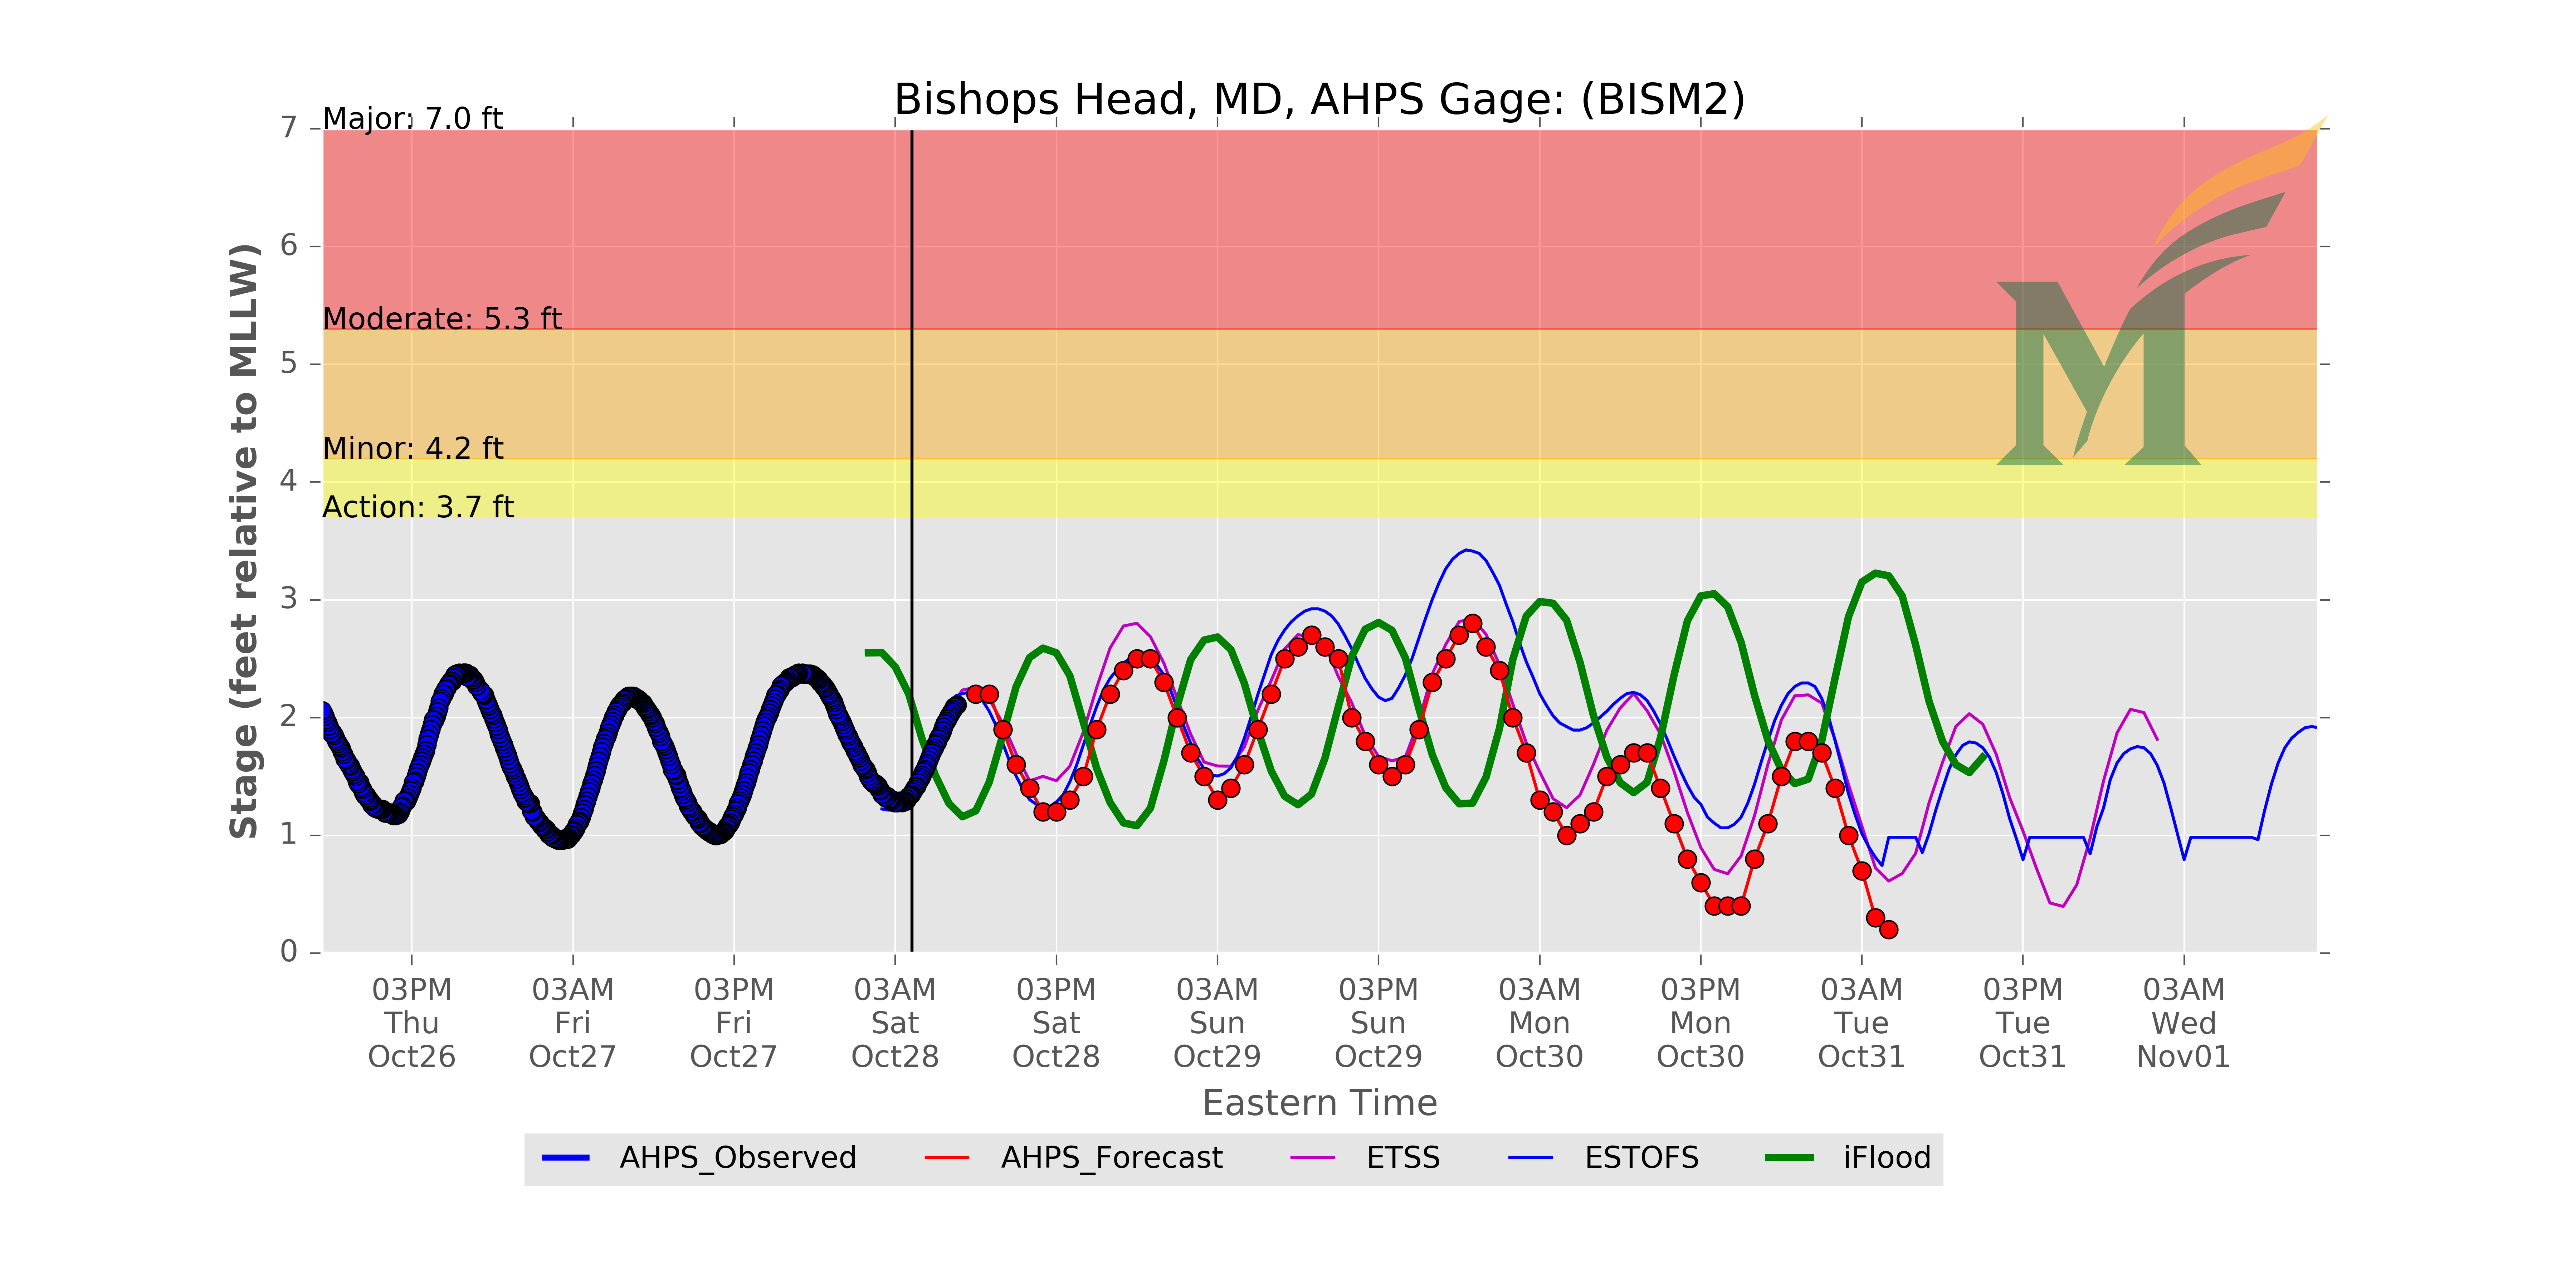 Bishops Head, MD, AHPS Gage: (BISM2)
Major: 7.0 ft
Moderate: 5.3 ft
Minor: 4.2 ft
Action: 3.7 ft
Stage (feet relative to MLLW)
7
6
5
4
3
2
1
0
03PM 03AM 03PM 03AM 03PM 03AM 03PM 03AM 03PM 03AM 03PM 03AM
Thu Fri Fri Sat Sat Sun Sun Mon Mon Tue Tue Wed
Oct26 Oct27 Oct27 Oct28 Oct28 Oct29 Oct29 Oct30 Oct30 Oct31 Oct31 Nov01
Eastern Time
AHPS_Observed AHPS_Forecast ETSS ESTOFS iFlood
M